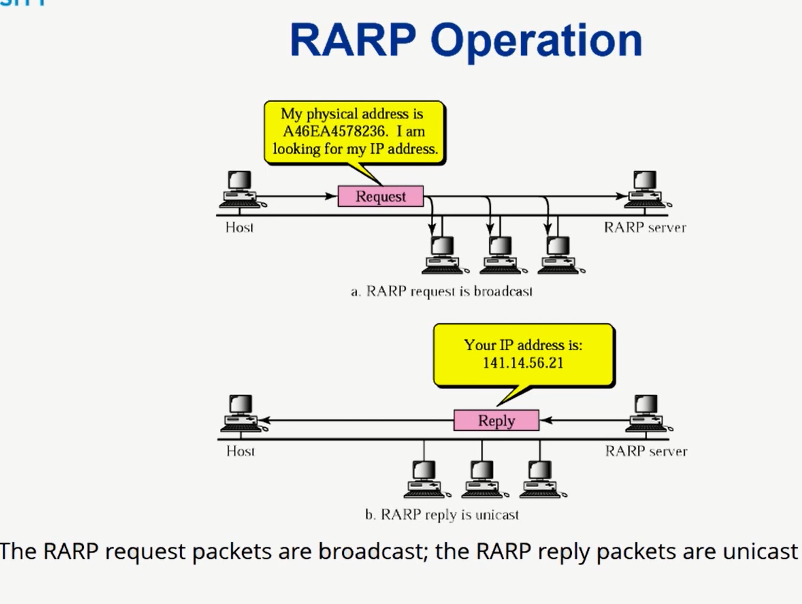 RARP Operation
My physical address is
A46EA4578236. I am
looking for my IP address.
Request
Host
RARP server
a. RARP request is broadcast
Your IP address is:
141.14.56.21
Reply
Host
RARP server
b. RARP reply is unicast
The RARP request packets are broadcast; the RARP reply packets are unicast